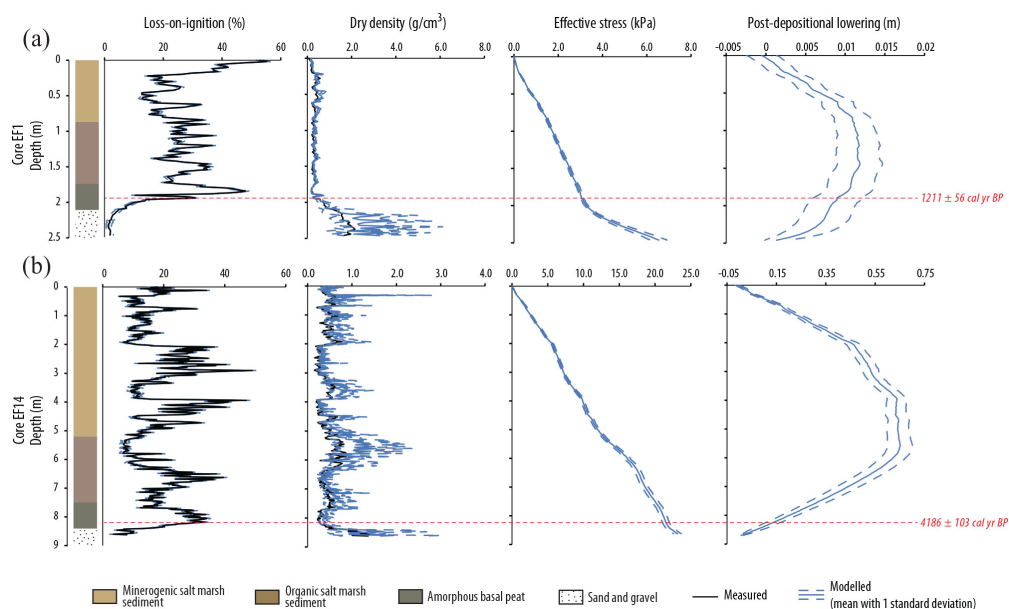 Loss-on-ignition (%) Dry density (g/cm³) Effective stress (kPa) Post-depositional lowering (m)
(a)
0 20 40 60 0.0 2.0 4.0 6.0 8.0 0.0 2.0 4.0 6.0 8.0 -0.005 0 0.005 0.01 0.015 0.02
Core EF1
Depth (m)
0
0.5
1
1.5
2
2.5
1211 ± 56 cal yr BP
(b)
0 20 40 60 0.0 1.0 2.0 3.0 4.0 0.0 5.0 10.0 15.0 20.0 25.0 -0.05 0.15 0.35 0.55 0.75
Core EF14
Depth (m)
0
1
2
3
4
5
6
7
8
9
4186 ± 103 cal yr BP
Minerogenic salt marsh
sediment
Organic salt marsh
sediment
Amorphous basal peat
Sand and gravel
Measured
Modelled
(mean with 1 standard deviation)